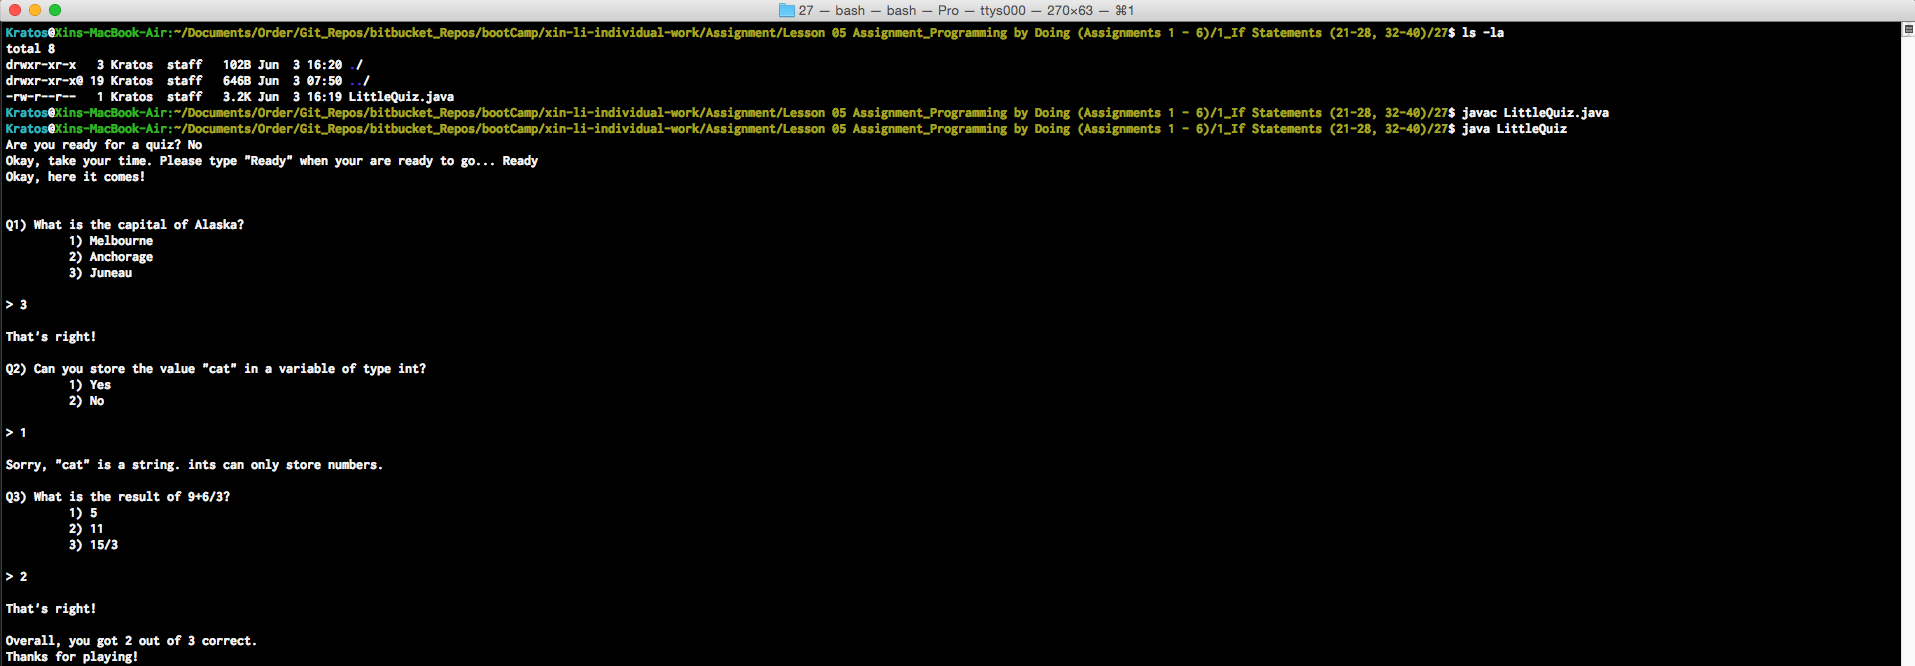 27 — bash — bash — Pro — ttys000 — 270×63 — ⌘1
Kratos@Xins-MacBook-Air:~/Documents/Order/Git_Repos/bitbucket_Repos/bootCamp/xin-li-individual-work/Assignment/Lesson 05 Assignment_Programming by Doing (Assignments 1 - 6)/1_If Statements (21-28, 32-40)/27$ ls -la
total 8
drwxr-xr-x   3 Kratos  staff   102B Jun  3 16:20 ./
drwxr-xr-x@ 19 Kratos  staff   646B Jun  3 07:50 ../
-rw-r--r--   1 Kratos  staff   3.2K Jun  3 16:19 LittleQuiz.java
Kratos@Xins-MacBook-Air:~/Documents/Order/Git_Repos/bitbucket_Repos/bootCamp/xin-li-individual-work/Assignment/Lesson 05 Assignment_Programming by Doing (Assignments 1 - 6)/1_If Statements (21-28, 32-40)/27$ javac LittleQuiz.java
Kratos@Xins-MacBook-Air:~/Documents/Order/Git_Repos/bitbucket_Repos/bootCamp/xin-li-individual-work/Assignment/Lesson 05 Assignment_Programming by Doing (Assignments 1 - 6)/1_If Statements (21-28, 32-40)/27$ java LittleQuiz
Are you ready for a quiz? No
Okay, take your time. Please type "Ready" when your are ready to go... Ready
Okay, here it comes!
Q1) What is the capital of Alaska?
1) Melbourne
2) Anchorage
3) Juneau
> 3
That's right!
Q2) Can you store the value "cat" in a variable of type int?
1) Yes
2) No
> 1
Sorry, "cat" is a string. ints can only store numbers.
Q3) What is the result of 9+6/3?
1) 5
2) 11
3) 15/3
> 2
That's right!
Overall, you got 2 out of 3 correct.
Thanks for playing!